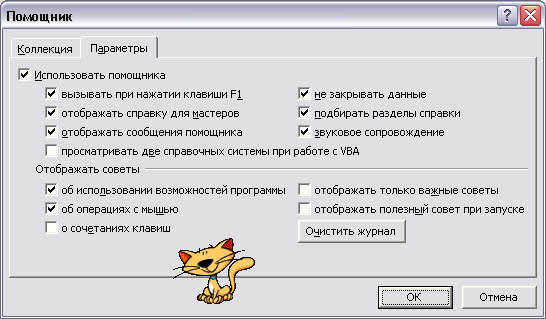 Помощник
Коллекция Параметры
Использовать помощника
вызывать при нажатии клавиши F1 не закрывать данные
отображать справку для мастеров подбирать разделы справки
отображать сообщения помощника звуковое сопровождение
просматривать две справочных системы при работе с VBA
Отображать советы
об использовании возможностей программы отображать только важные советы
об операциях с мышью отображать полезный совет при запуске
о сочетаниях клавиш Очистить журнал
ОК Отмена